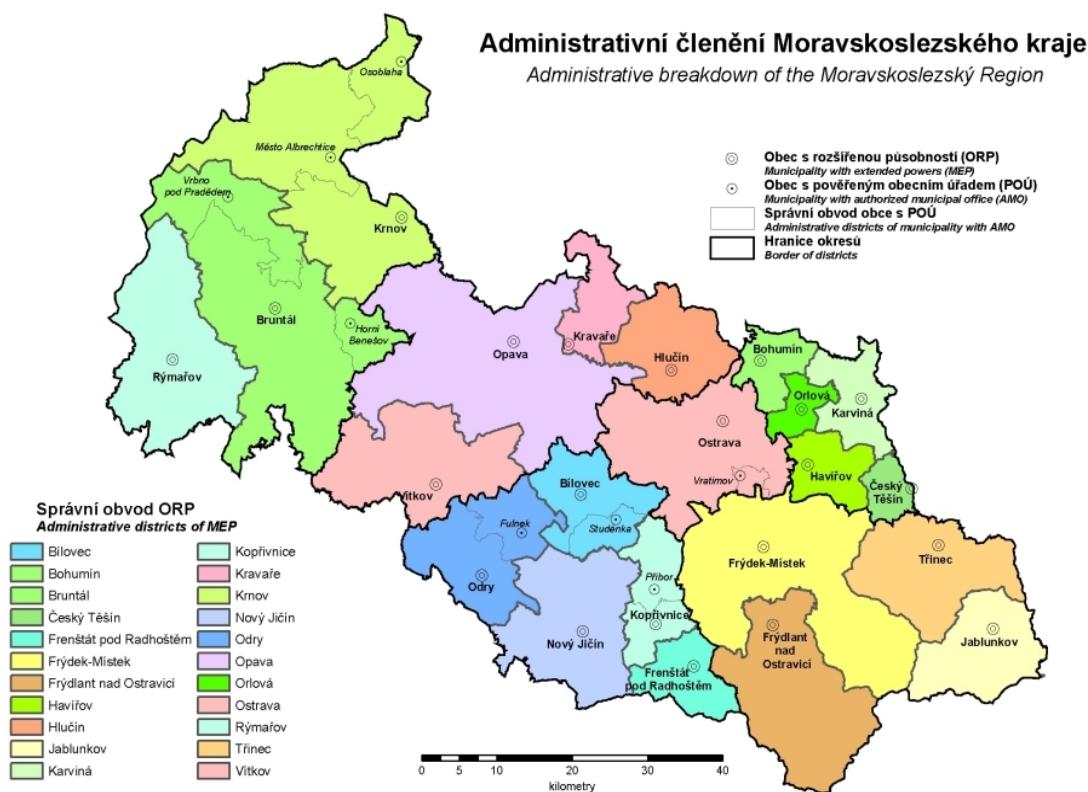 Administrativní členění Moravskoslezského kraje
Administrative breakdown of the Moravskoslezský Region
Obec s rozšířenou působností (ORP)
Municipality with extended powers (MEP)
Obec s pověřeným obecním úřadem (POÚ)
Municipality with authorized municipal office (AMO)
Správní obvod obce s POÚ
Administrative districts of municipality with AMO
Hranice okresů
Border of districts
Osoblaha
Město Albrechtice
Vrbno
pod Pradědem
Krnov
Bruntál
Horní
Benešov
Rýmařov
Opava
Kravaře
Hlučín
Bohumín
Orlová
Karviná
Ostrava
Vratimov
Havířov
Český
Těšín
Vítkov
Bílovec
Studénka
Fulnek
Odry
Příbor
Kopřivnice
Nový Jičín
Frenštát
pod Radhoštěm
Frýdek-Místek
Frýdlant
nad
Ostravicí
Třinec
Jablunkov
Správní obvod ORP
Administrative districts of MEP
Bílovec
Bohumín
Bruntál
Český Těšín
Frenštát pod Radhoštěm
Frýdek-Místek
Frýdlant nad Ostravicí
Havířov
Hlučín
Jablunkov
Karviná
Kopřivnice
Kravaře
Krnov
Nový Jičín
Odry
Opava
Orlová
Ostrava
Rýmařov
Třinec
Vítkov
0 5 10 20 30 40
kilometry